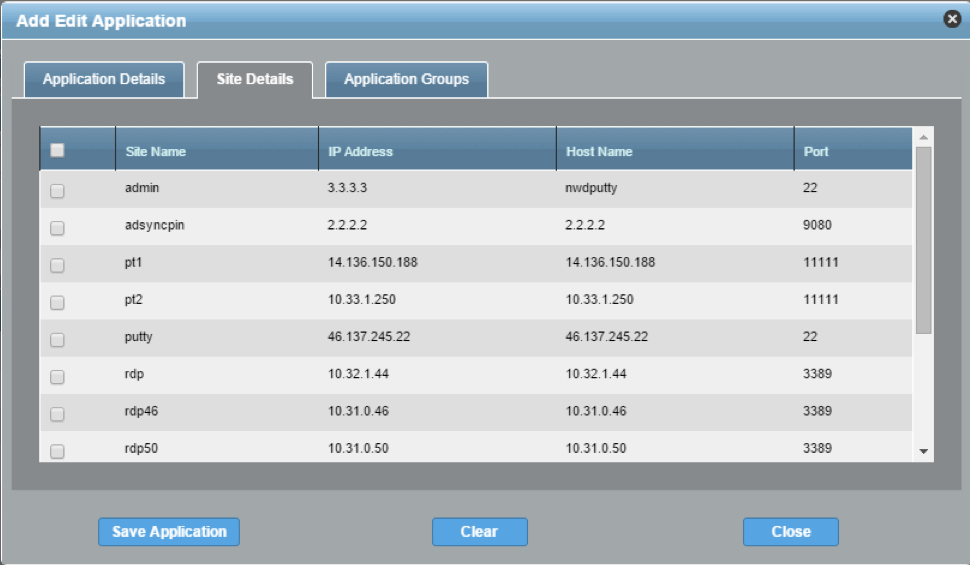 Add Edit Application
Application Details Site Details Application Groups
Site Name IP Address Host Name Port
admin 3.3.3.3 nwdputty 22
adsyncpin 2.2.2.2 2.2.2.2 9080
pt1 14.136.150.188 14.136.150.188 11111
pt2 10.33.1.250 10.33.1.250 11111
putty 46.137.245.22 46.137.245.22 22
rdp 10.32.1.44 10.32.1.44 3389
rdp46 10.31.0.46 10.31.0.46 3389
rdp50 10.31.0.50 10.31.0.50 3389
Save Application Clear Close